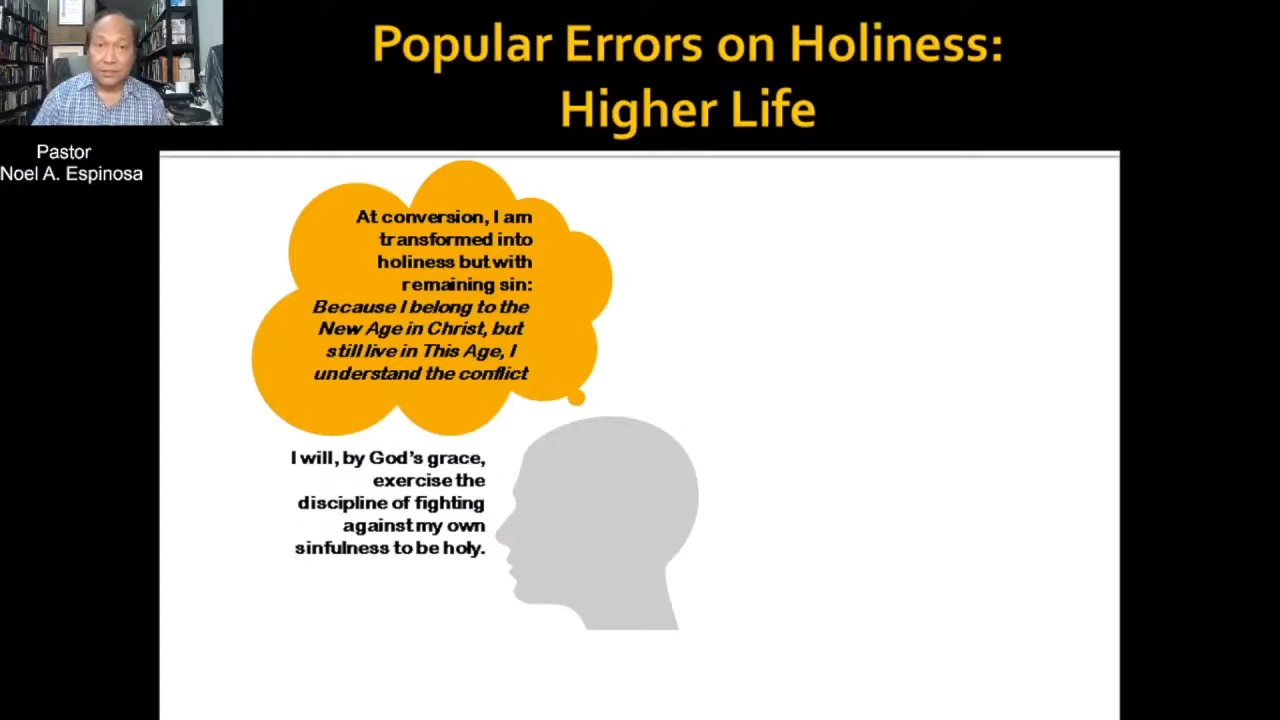 Popular Errors on Holiness:
Higher Life
Pastor
Noel A. Espinosa
At conversion, I am
transformed into
holiness but with
remaining sin:
Because I belong to the
New Age in Christ, but
still live in This Age, I
understand the conflict
I will, by God’s grace,
exercise the
discipline of fighting
against my own
sinfulness to be holy.